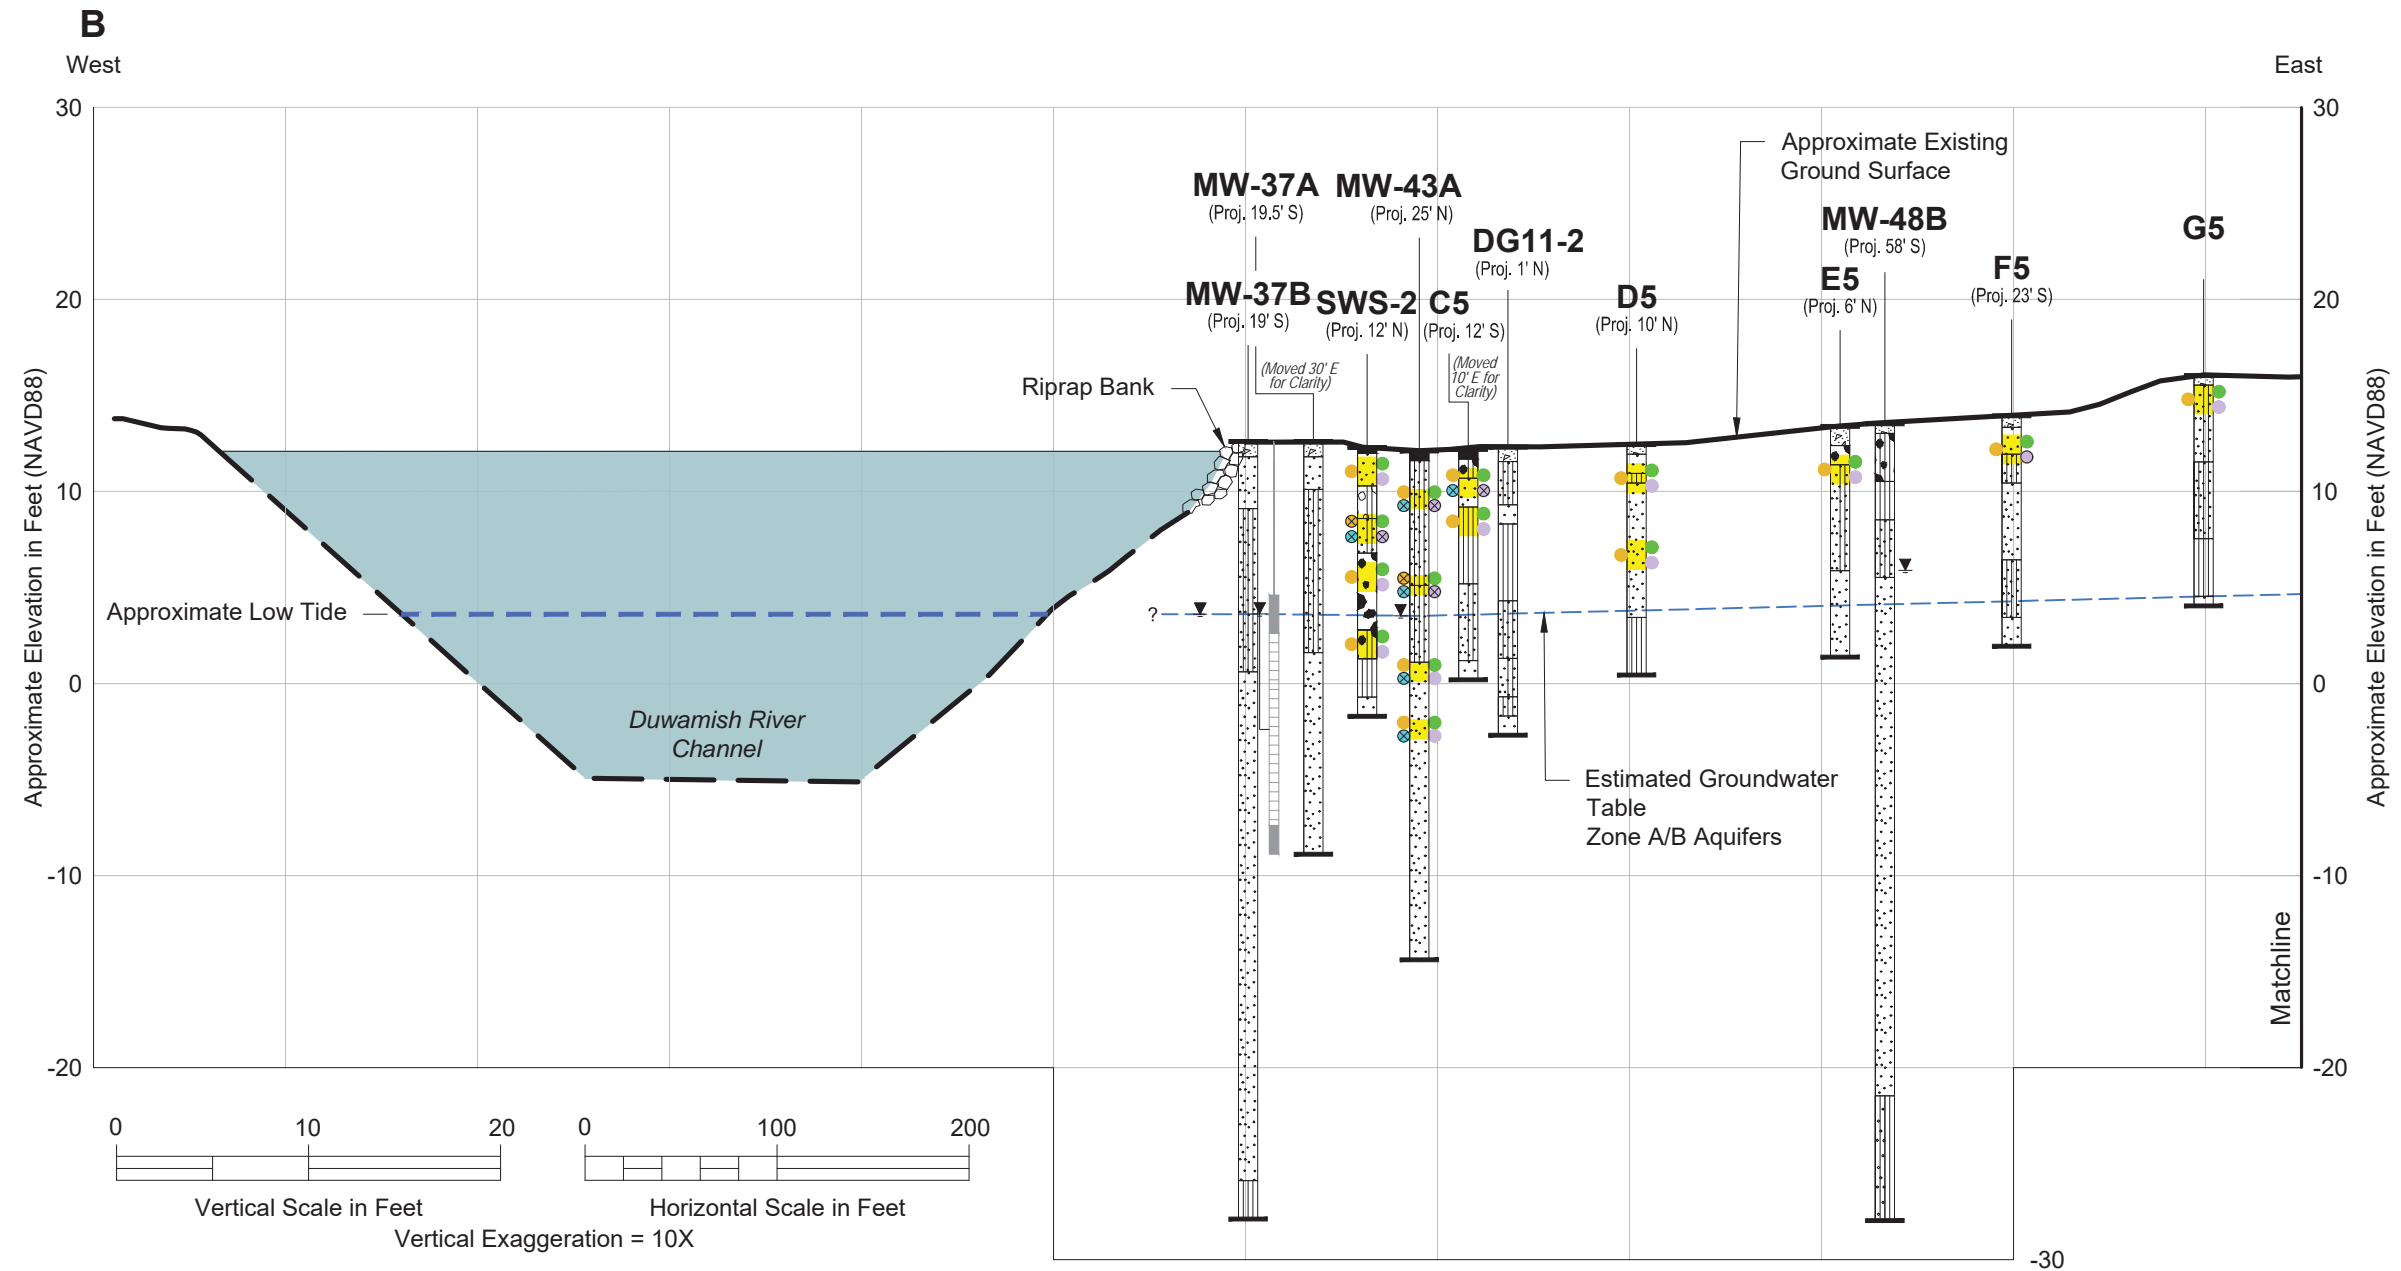 B
West
East
30
20
10
0
-10
-20
Approximate Elevation in Feet (NAVD88)
30
20
10
0
-10
-20
-30
Approximate Elevation in Feet (NAVD88)
Approximate Existing
Ground Surface
MW-37A
(Proj. 19.5' S)
MW-43A
(Proj. 25' N)
DG11-2
(Proj. 1' N)
MW-48B
(Proj. 58' S)
G5
MW-37B
(Proj. 19' S)
SWS-2
(Proj. 12' N)
C5
(Proj. 12' S)
D5
(Proj. 10' N)
E5
(Proj. 6' N)
F5
(Proj. 23' S)
(Moved 30' E
for Clarity)
(Moved
10' E for
Clarity)
Riprap Bank
Approximate Low Tide
?
Duwamish River
Channel
Estimated Groundwater
Table
Zone A/B Aquifers
Matchline
0
10
20
Vertical Scale in Feet
0
100
200
Horizontal Scale in Feet
Vertical Exaggeration = 10X